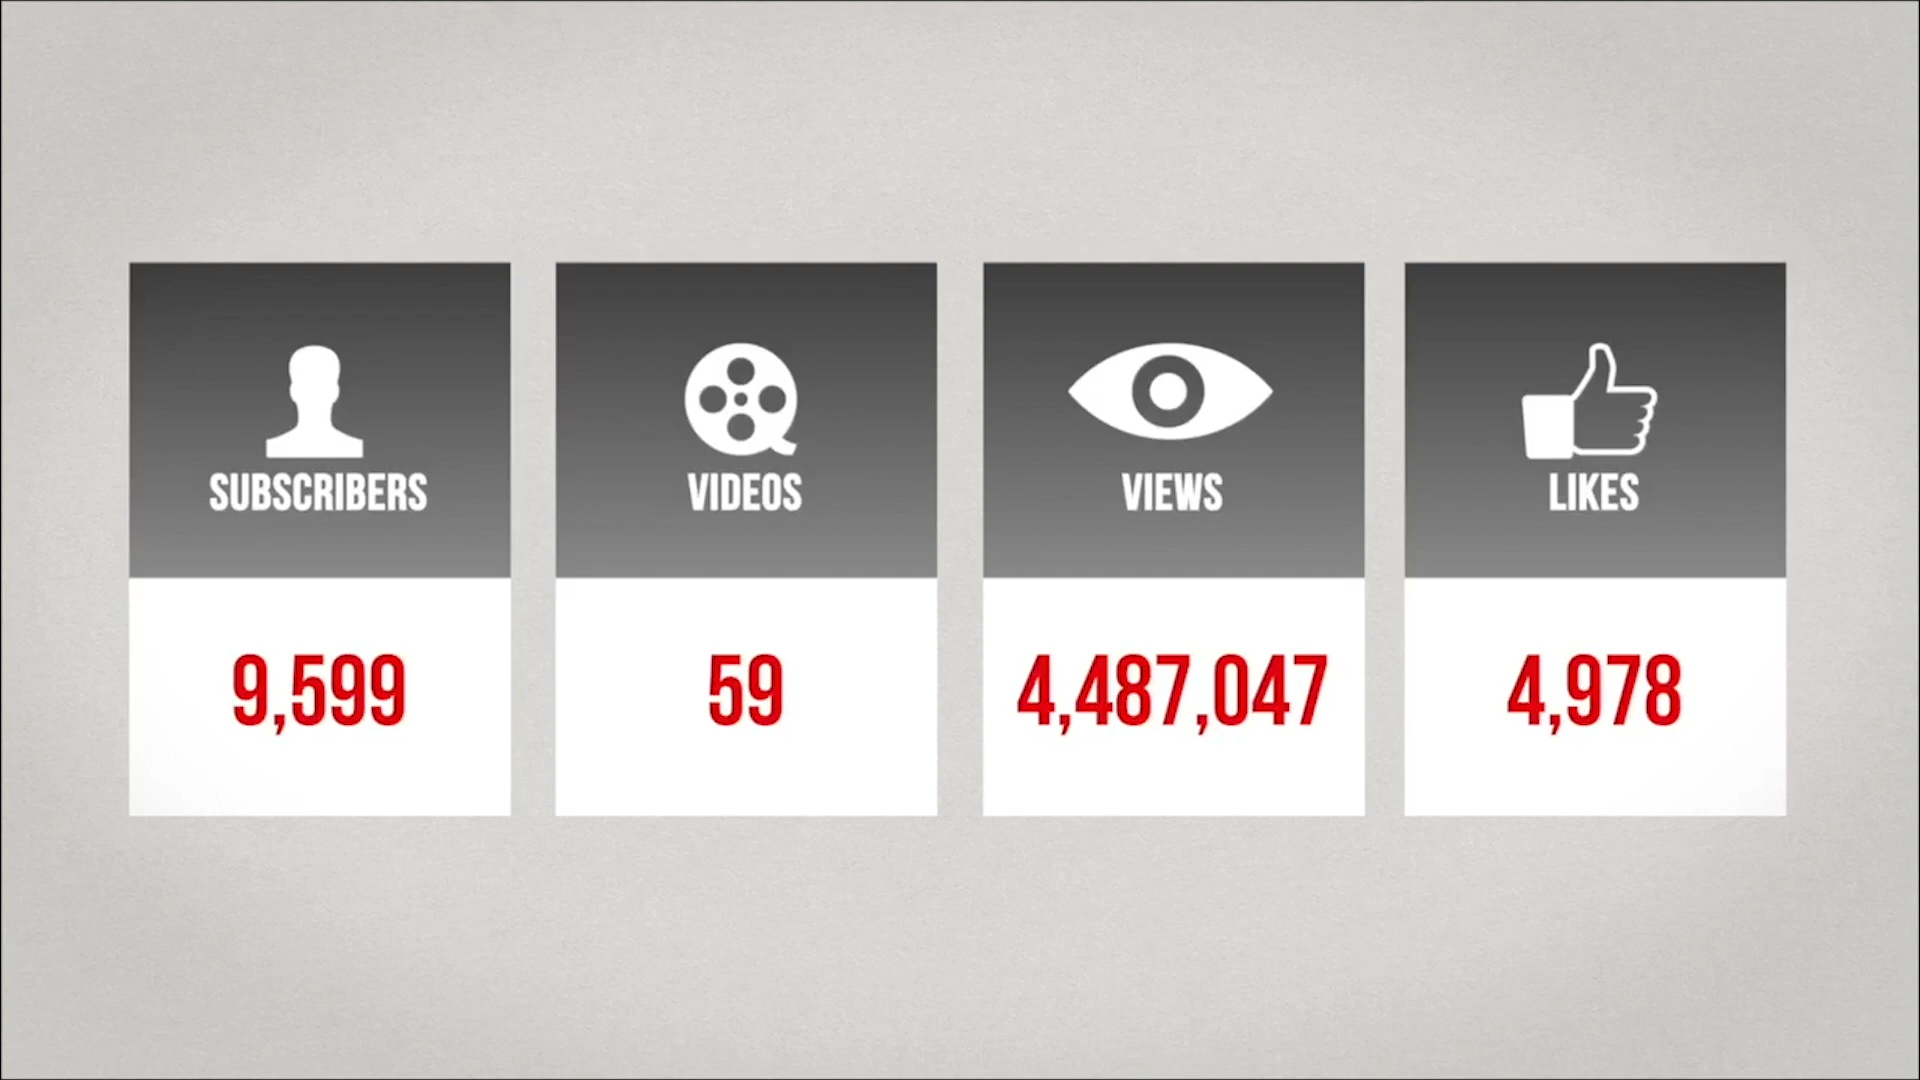 SUBSCRIBERS
9,599
VIDEOS
59
VIEWS
4,487,047
LIKES
4,978